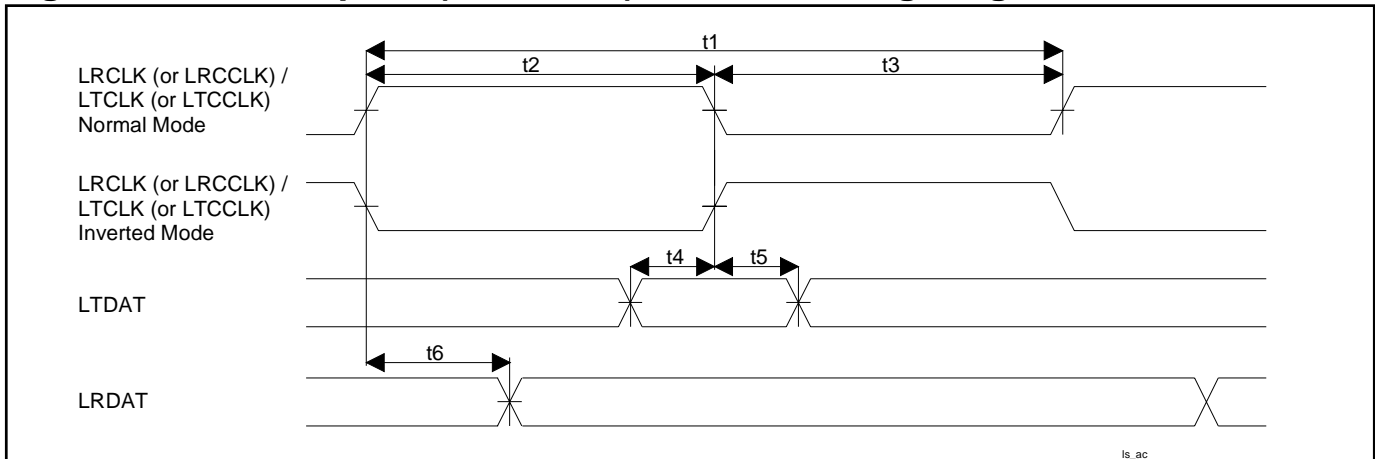 t1
LRCLK (or LRCCLK) /
LTCLK (or LTCCLK)
Normal Mode
t2
t3
LRCLK (or LRCCLK) /
LTCLK (or LTCCLK)
Inverted Mode
t4
t5
LTDAT
t6
LRDAT
ls_ac